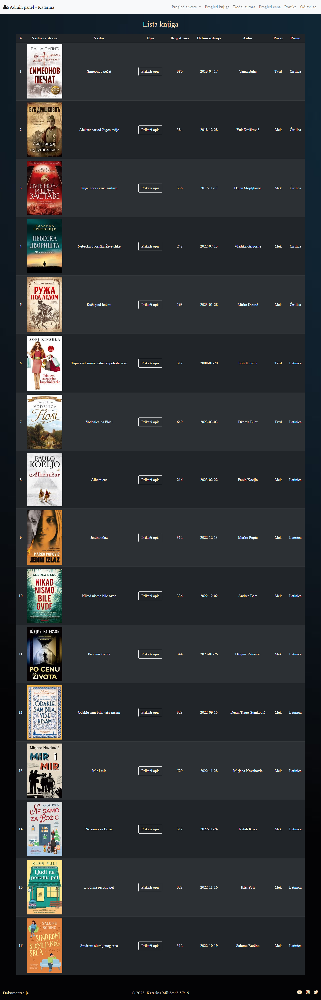 Admin panel - Katarina
Pregled ankete Pregled knjiga Dodaj autora Pregled cena Poruke Odjavi se
Lista knjiga
# Naslovna strana Naslov Opis Broj strana Datum izdanja Autor Povez Pismo
ВАЊА БУЛИЋ
СИМЕОНОВ
ПЕЧАТ
1 Simeonov pečat Prikaži opis 380 2013-04-17 Vanja Bulić Tvrd Ćirilica
ВУК ДРАШКОВИЋ
Александар
од Југославије
2 Aleksandar od Jugoslavije Prikaži opis 384 2018-12-28 Vuk Drašković Mek Ćirilica
ДЕЈАН
СТОЈИЉКОВИЋ
ДУГЕ НОЋИ
И ЦРНЕ
ЗАСТАВЕ
3 Duge noći i crne zastave Prikaži opis 336 2017-11-17 Dejan Stojiljković Mek Ćirilica
ВЛАДИКА
ГРИГОРИЈЕ
НЕБЕСКА
ДВОРИШТА
Живе слике
4 Nebeska dvorišta: Žive slike Prikaži opis 248 2022-07-13 Vladika Grigorije Mek Ćirilica
Мирко Демић
РУЖА
ПОД ЛЕДОМ
5 Ruža pod ledom Prikaži opis 168 2023-01-28 Mirko Demić Mek Ćirilica
SOFI KINSELA
Tajni svet
snova jedne
kupoholičarke
6 Tajni svet snova jedne kupoholičarke Prikaži opis 312 2008-01-20 Sofi Kinsela Tvrd Latinica
Džordž Eliot
VODENICA
na
Flosi
7 Vodenica na Flosi Prikaži opis 640 2023-03-03 Džordž Eliot Tvrd Latinica
PAULO
KOELJO
Alhemičar
8 Alhemičar Prikaži opis 216 2023-02-22 Paulo Koeljo Mek Latinica
MARKO POPOVIĆ
JEDINI IZLAZ
9 Jedini izlaz Prikaži opis 312 2022-12-13 Marko Popić Mek Latinica
ANDREA BARC
NIKAD
NISMO
BILE
OVDE
10 Nikad nismo bile ovde Prikaži opis 336 2022-12-02 Andrea Barc Mek Latinica
DŽEJMS PATERSON
PO CENU
ŽIVOTA
11 Po cenu života Prikaži opis 344 2023-01-26 Džejms Paterson Mek Latinica
DEJAN
TIAGO-STANKOVIĆ
ODAKLE
SAM BILA,
VIŠE
NISAM
12 Odakle sam bila, više nisam Prikaži opis 328 2022-09-15 Dejan Tiago-Stanković Mek Latinica
Mirjana Novaković
MIR i
MIR
13 Mir i mir Prikaži opis 520 2022-11-28 Mirjana Novaković Mek Latinica
NATALI KOKS
NE SAMO
ZA BOŽIĆ
14 Ne samo za Božić Prikaži opis 312 2022-11-24 Natali Koks Mek Latinica
KLER PULI
Ljudi na
peronu pet
15 Ljudi na peronu pet Prikaži opis 328 2022-11-16 Kler Puli Mek Latinica
SALOME
BODINO
SINDROM
SLOMLJENOG
SRCA
16 Sindrom slomljenog srca Prikaži opis 312 2022-10-19 Salome Bodino Mek Latinica
Dokumentacija © 2023. Katarina Milićević 57/19